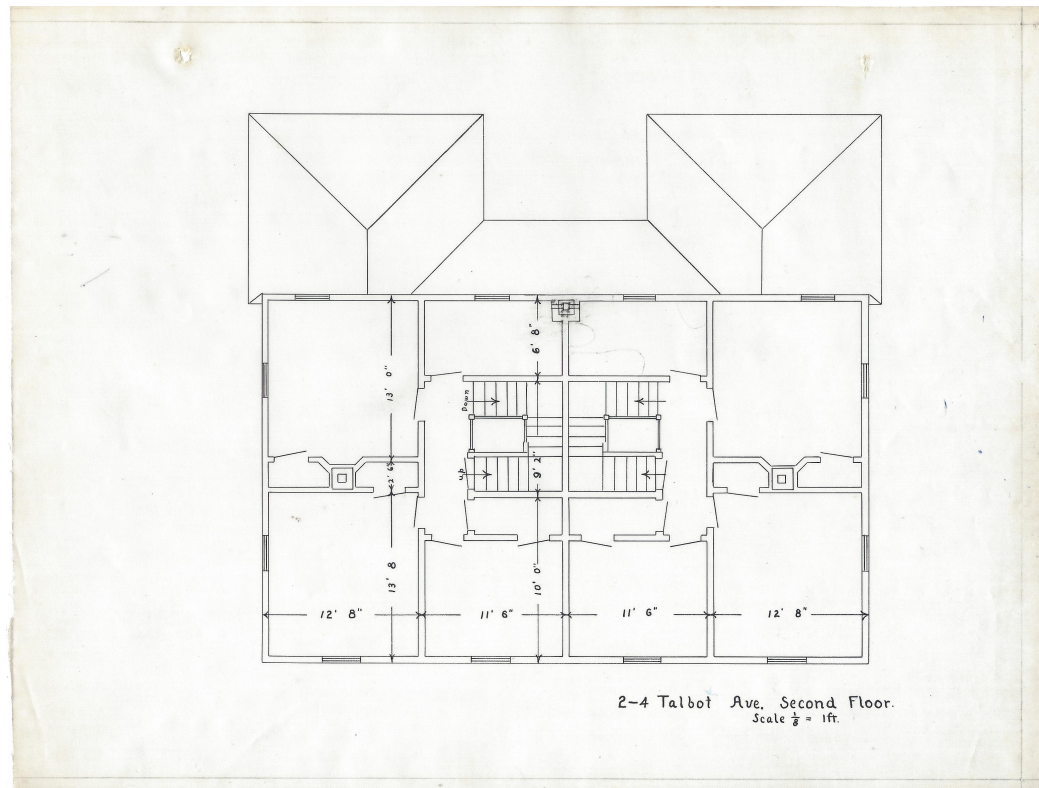 6' 8"
13' 0"
Down
9' 2"
2' 6"
Up
13' 8
10' 0"
12' 8"
11' 6"
11' 6"
12' 8"
2-4 Talbot Ave. Second Floor.
Scale 1/8 = 1ft.